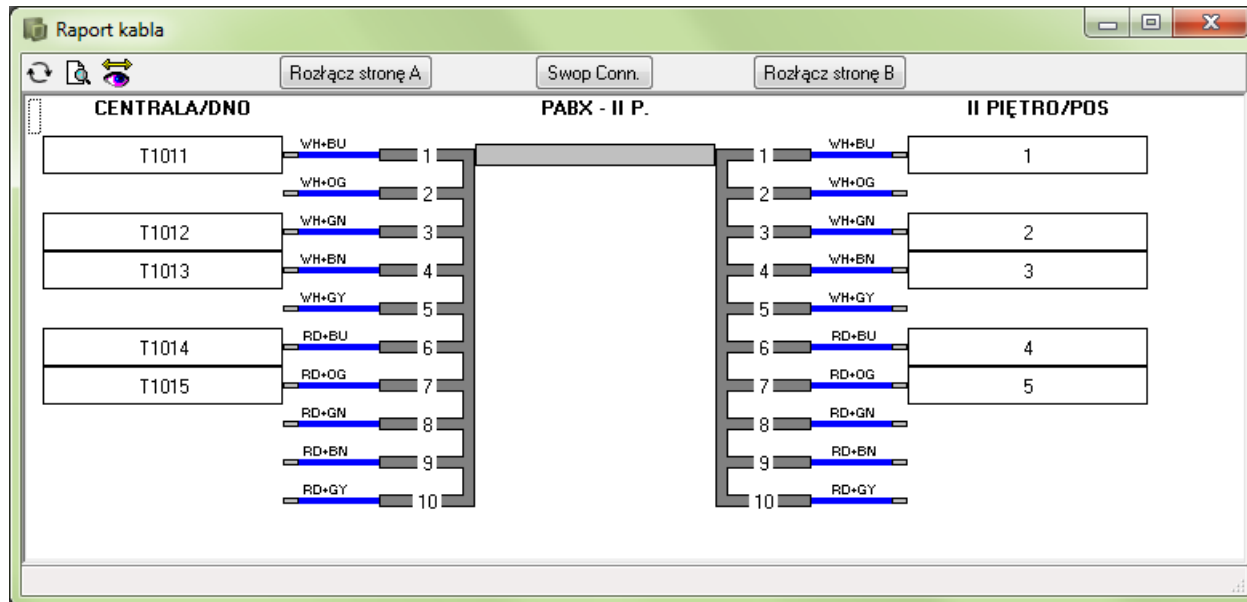 Raport kabla
Rozłącz stronę A Swop Conn. Rozłącz stronę B
CENTRALA/DNO PABX - II P. II PIĘTRO/POS
T1011 WH+BU 1 1 WH+BU 1
WH+OG 2 2 WH+OG
T1012 WH+GN 3 3 WH+GN 2
T1013 WH+BN 4 4 WH+BN 3
WH+GY 5 5 WH+GY
T1014 RD+BU 6 6 RD+BU 4
T1015 RD+OG 7 7 RD+OG 5
RD+GN 8 8 RD+GN
RD+BN 9 9 RD+BN
RD+GY 10 10 RD+GY